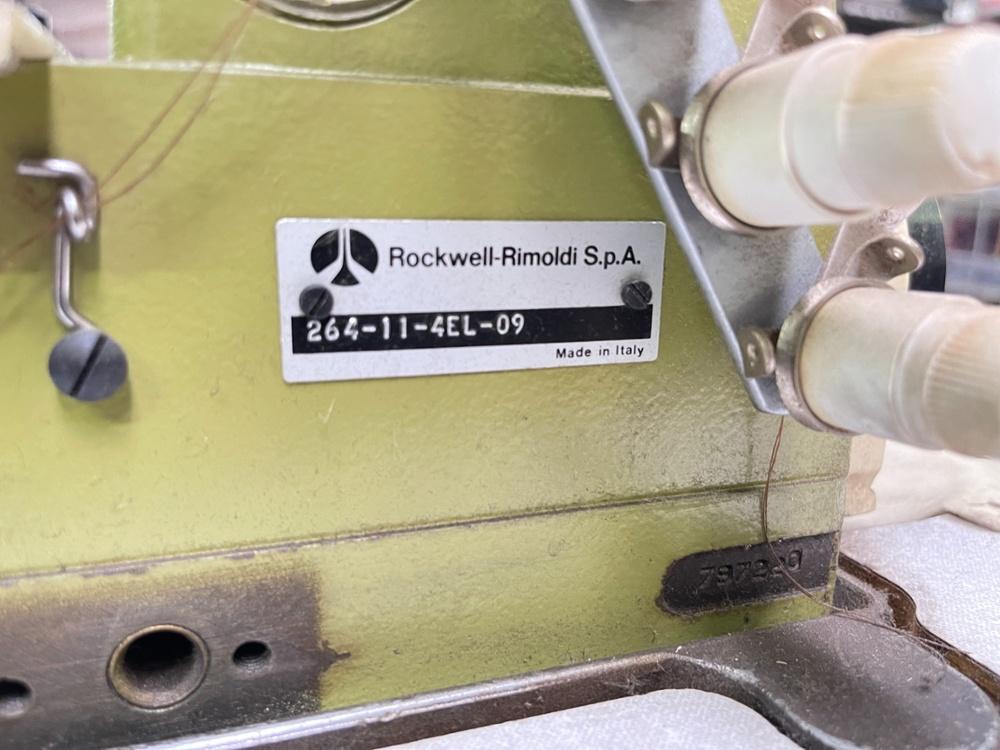 Rockwell-Rimoldi S.p.A.
264-11-4EL-09
Made in Italy